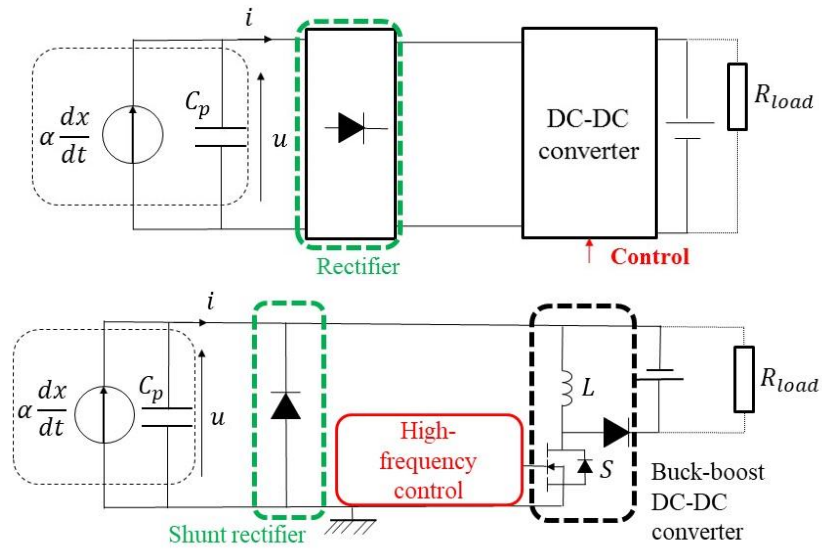 i
α dx/dt
C_p
u
Rectifier
DC-DC
converter
Control
R_load
i
α dx/dt
C_p
u
Shunt rectifier
High-
frequency
control
L
S
Buck-boost
DC-DC
converter
R_load